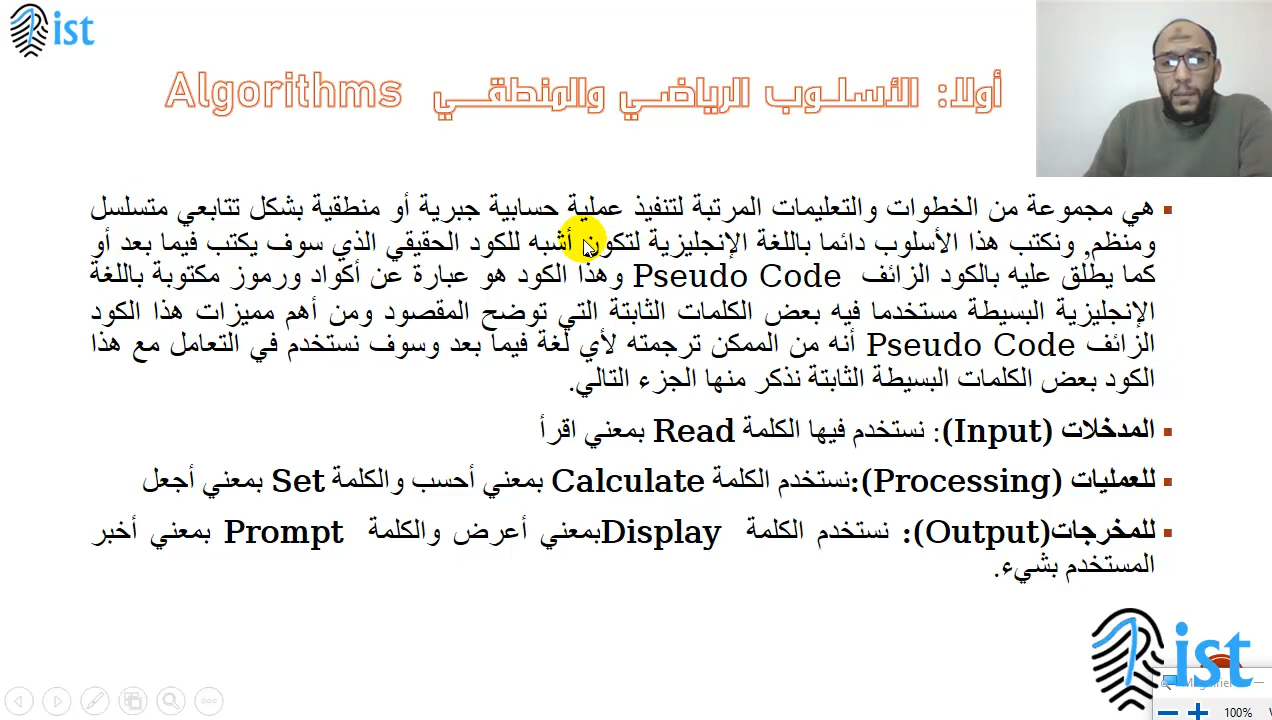 1ist
أولا: الأسلوب الرياضي والمنطقي Algorithms
هي مجموعة من الخطوات والتعليمات المرتبة لتنفيذ عملية حسابية جبرية أو منطقية بشكل تتابعي متسلسل
ومنظم, ونكتب هذا الأسلوب دائما باللغة الإنجليزية لتكون أشبه للكود الحقيقي الذي سوف يكتب فيما بعد أو
كما يطلق عليه بالكود الزائف Pseudo Code وهذا الكود هو عبارة عن أكواد ورموز مكتوبة باللغة
الإنجليزية البسيطة مستخدما فيه بعض الكلمات الثابتة التي توضح المقصود ومن أهم مميزات هذا الكود
الزائف Pseudo Code أنه من الممكن ترجمته لأي لغة فيما بعد وسوف نستخدم في التعامل مع هذا
الكود بعض الكلمات البسيطة الثابتة نذكر منها الجزء التالي.
المدخلات (Input): نستخدم فيها الكلمة Read بمعني اقرأ
للعمليات (Processing):نستخدم الكلمة Calculate بمعني أحسب والكلمة Set بمعني أجعل
للمخرجات(Output): نستخدم الكلمة Displayبمعني أعرض والكلمة Prompt بمعني أخبر
المستخدم بشيء.
1ist
100%